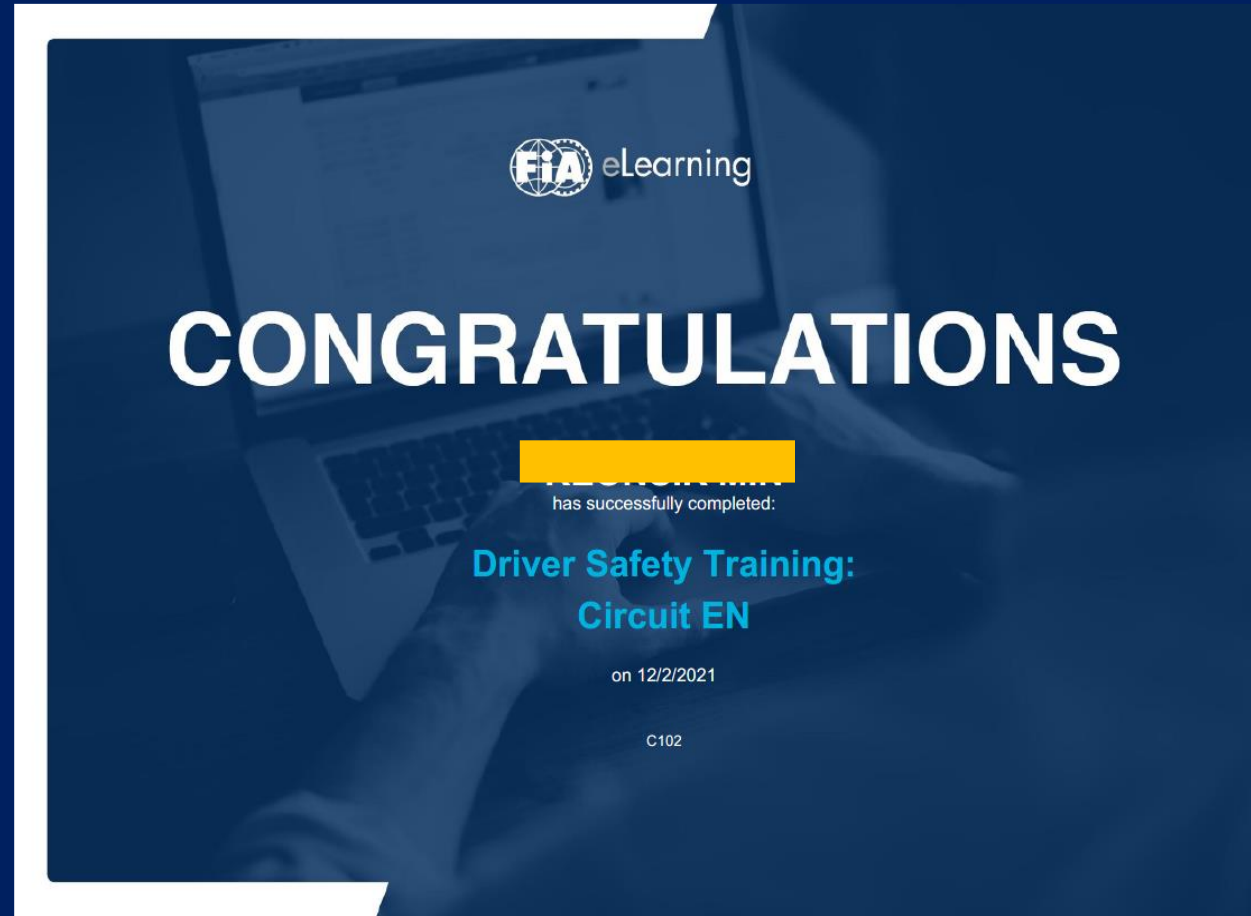 FiA eLearning
CONGRATULATIONS
has successfully completed:
Driver Safety Training:
Circuit EN
on 12/2/2021
C102